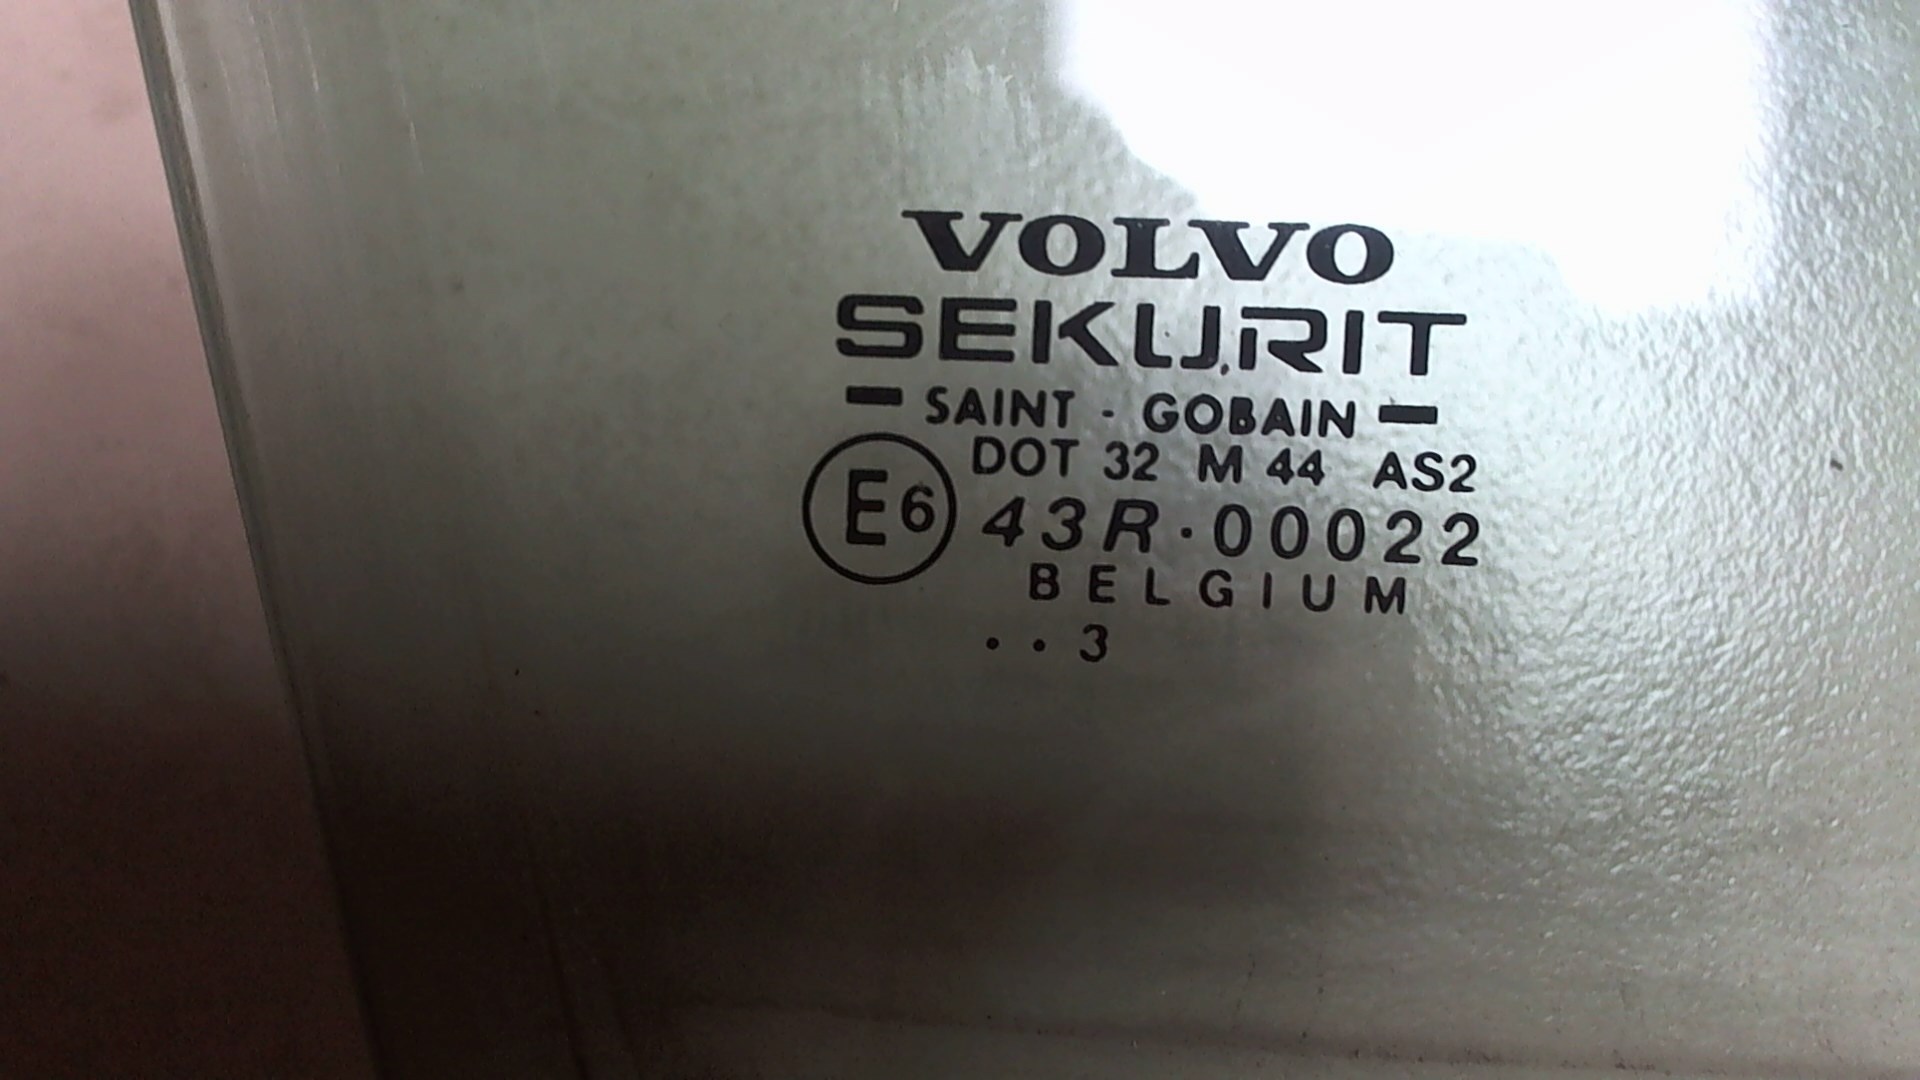 VOLVO
SEKURIT
SAINT - GOBAIN
DOT 32 M 44 AS2
E6 43R·00022
BELGIUM
. . 3